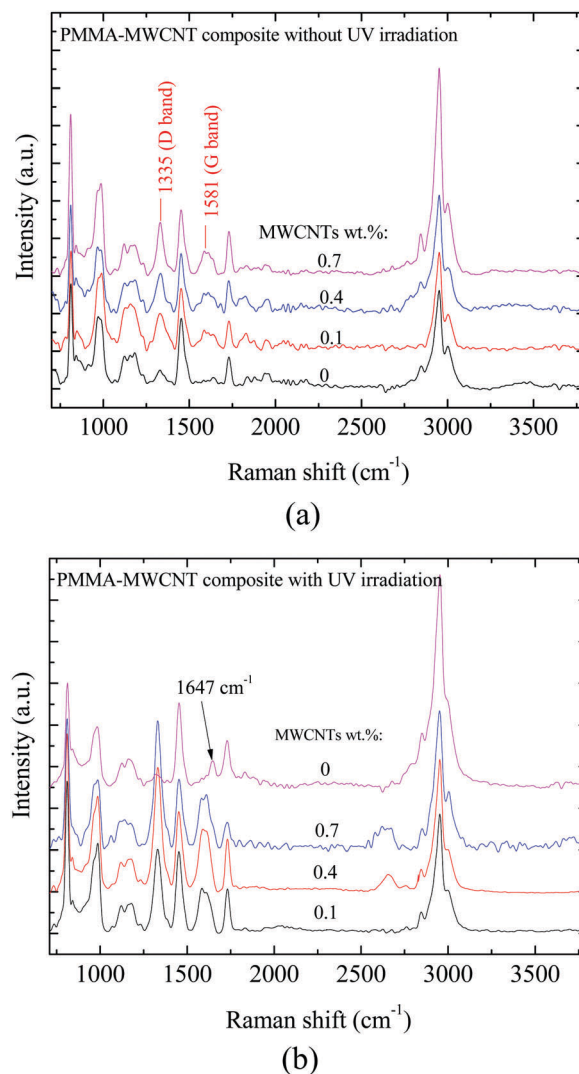 PMMA-MWCNT composite without UV irradiation
1335 (D band)
1581 (G band)
MWCNTs wt.%:
0.7
0.4
0.1
0
Intensity (a.u.)
1000 1500 2000 2500 3000 3500
Raman shift (cm⁻¹)
(a)
PMMA-MWCNT composite with UV irradiation
1647 cm⁻¹
MWCNTs wt.%:
0
0.7
0.4
0.1
Intensity (a.u.)
1000 1500 2000 2500 3000 3500
Raman shift (cm⁻¹)
(b)